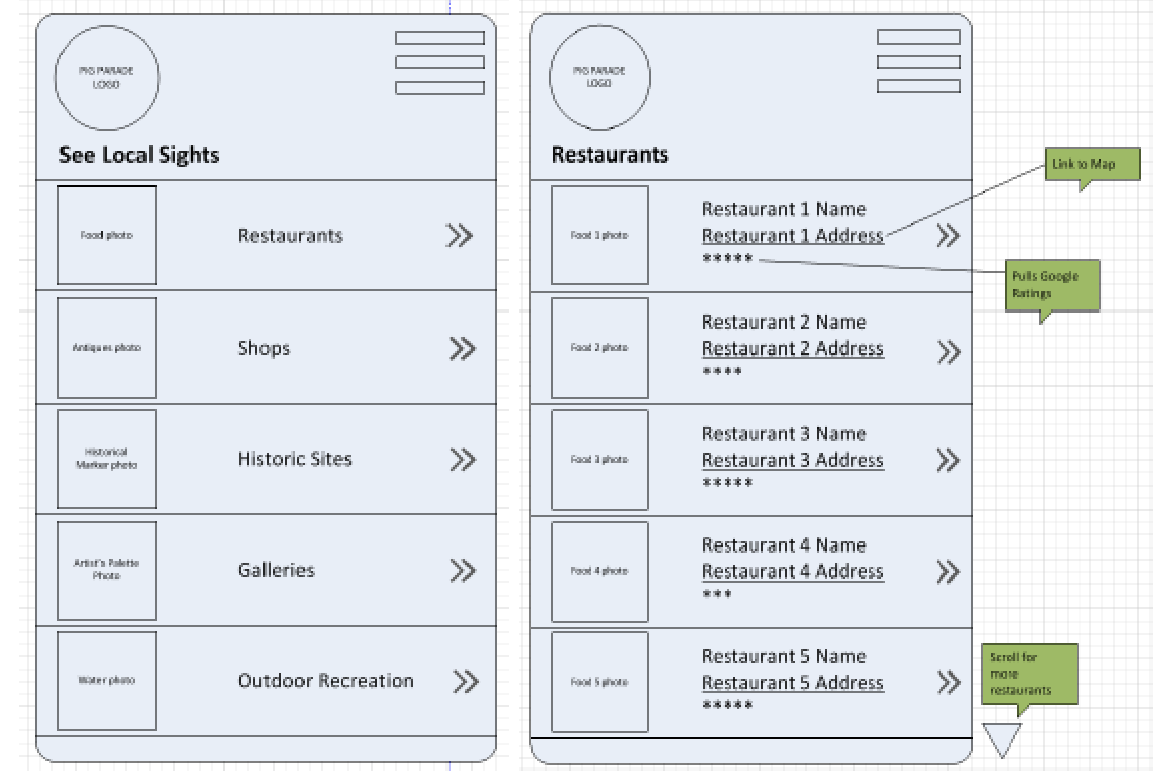 PIG PARADE
LOGO
See Local Sights
Food photo
Restaurants
Antiques photo
Shops
Historical
Marker photo
Historic Sites
Artist's Palette
Photo
Galleries
Water photo
Outdoor Recreation
PIG PARADE
LOGO
Restaurants
Food 1 photo
Restaurant 1 Name
Restaurant 1 Address
*****
Food 2 photo
Restaurant 2 Name
Restaurant 2 Address
****
Food 3 photo
Restaurant 3 Name
Restaurant 3 Address
*****
Food 4 photo
Restaurant 4 Name
Restaurant 4 Address
***
Food 5 photo
Restaurant 5 Name
Restaurant 5 Address
*****
Link to Map
Pulls Google
Ratings
Scroll for
more
restaurants